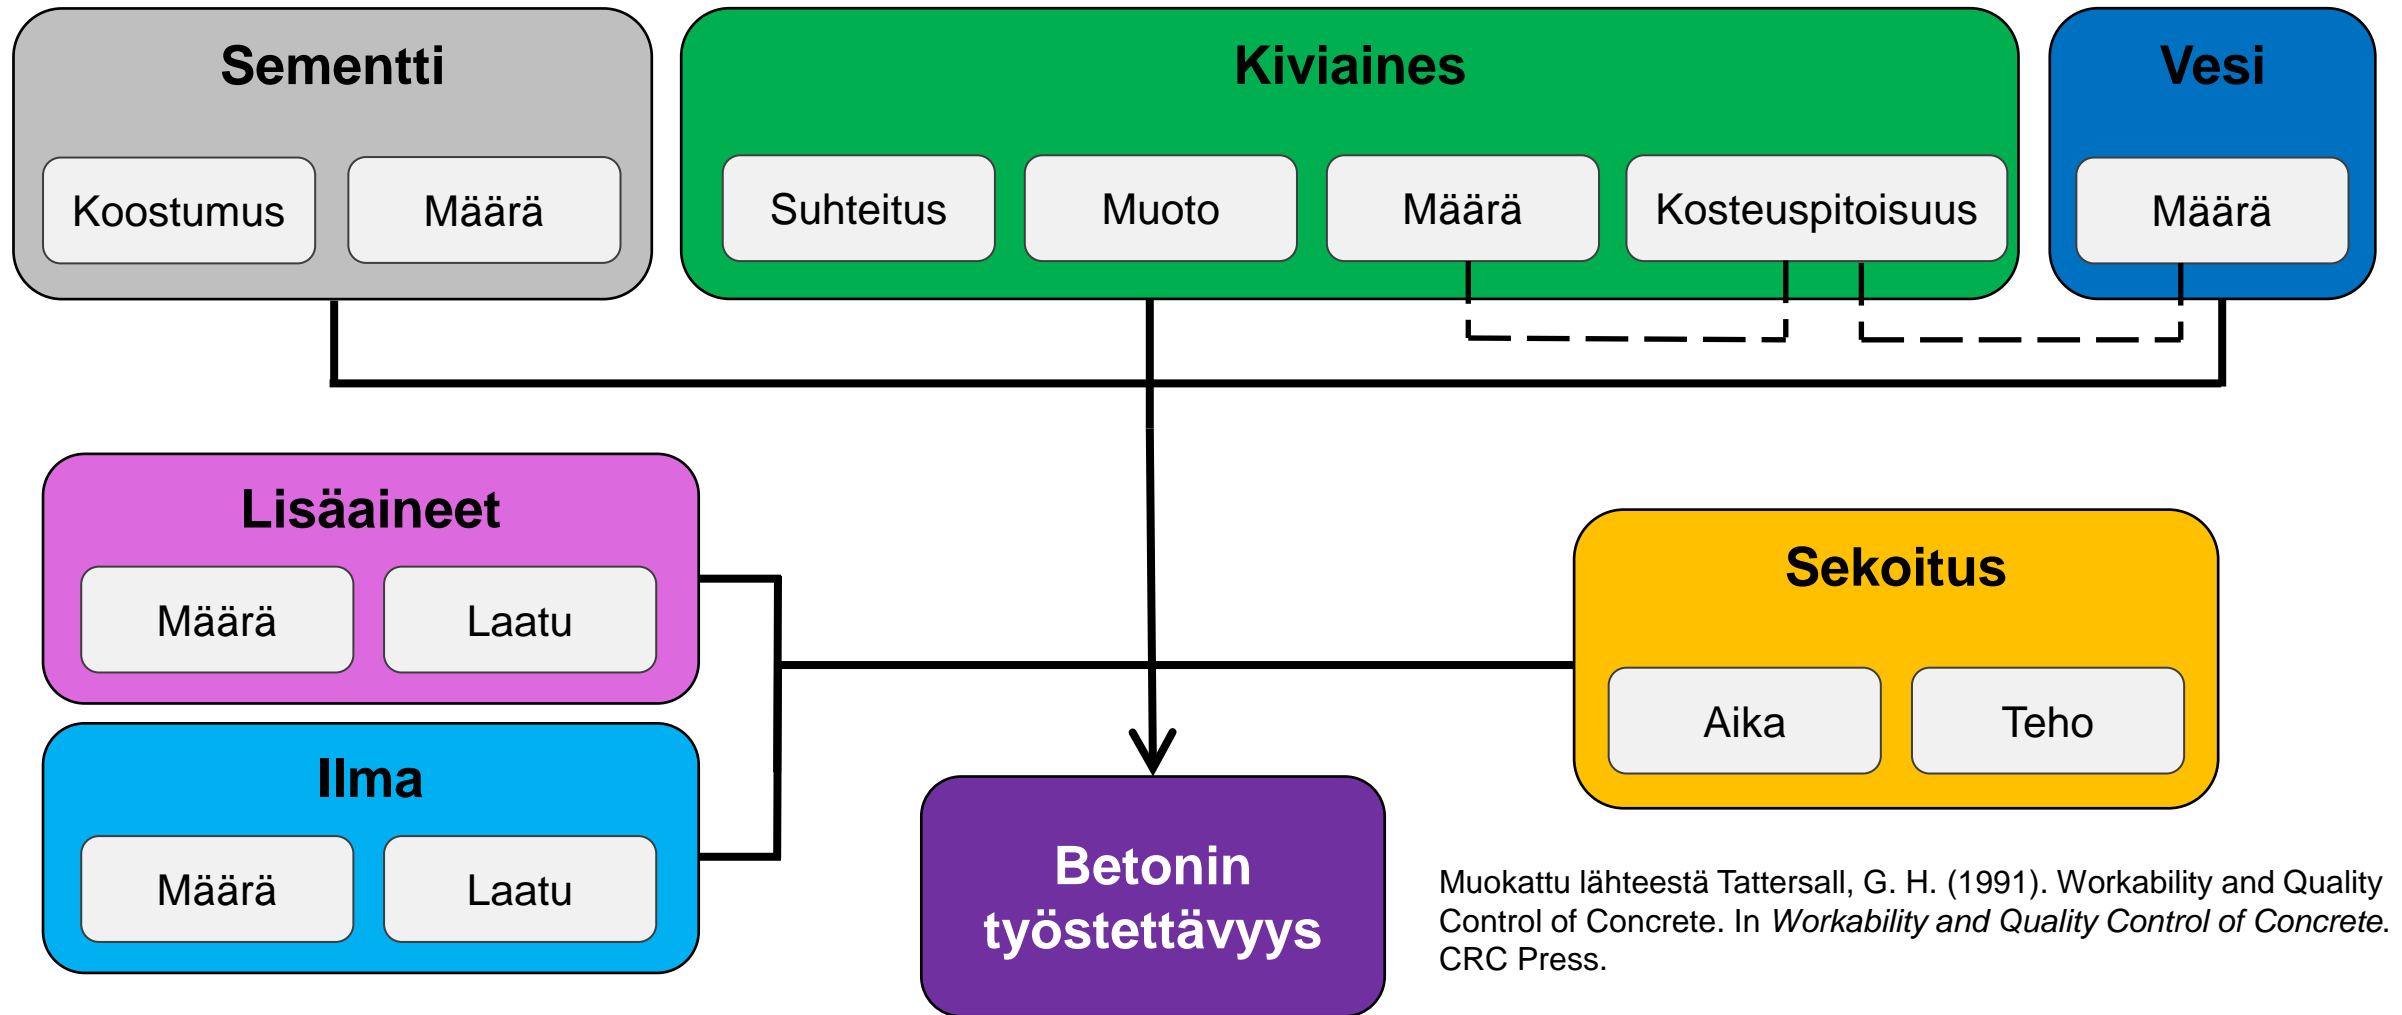 Sementti
Koostumus
Määrä
Kiviaines
Suhteitus
Muoto
Määrä
Kosteuspitoisuus
Vesi
Määrä
Lisäaineet
Määrä
Laatu
Ilma
Määrä
Laatu
Sekoitus
Aika
Teho
Betonin
työstettävyys
Muokattu lähteestä Tattersall, G. H. (1991). Workability and Quality
Control of Concrete. In Workability and Quality Control of Concrete.
CRC Press.